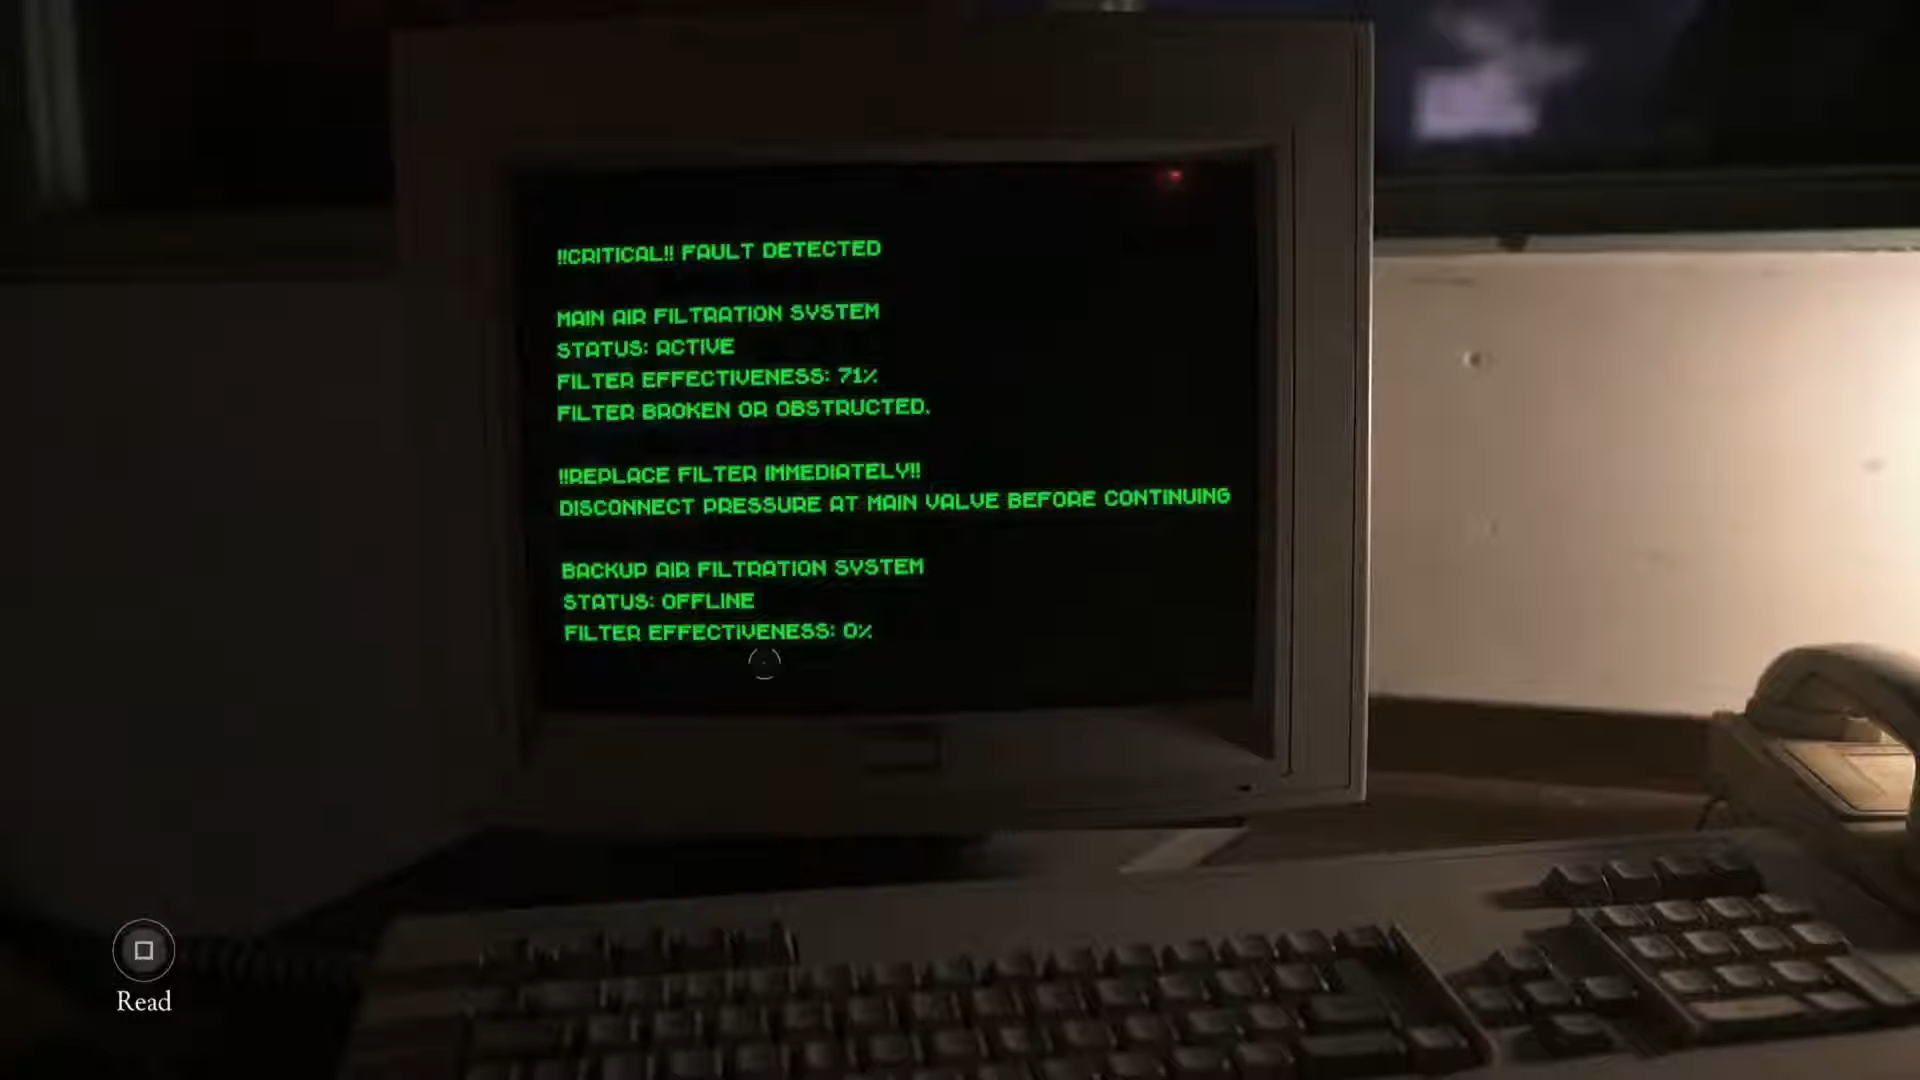 !!CRITICAL!! FAULT DETECTED
MAIN AIR FILTRATION SYSTEM
STATUS: ACTIVE
FILTER EFFECTIVENESS: 71%
FILTER BROKEN OR OBSTRUCTED.
!!REPLACE FILTER IMMEDIATELY!!
DISCONNECT PRESSURE AT MAIN VALVE BEFORE CONTINUING
BACKUP AIR FILTRATION SYSTEM
STATUS: OFFLINE
FILTER EFFECTIVENESS: 0%
Read